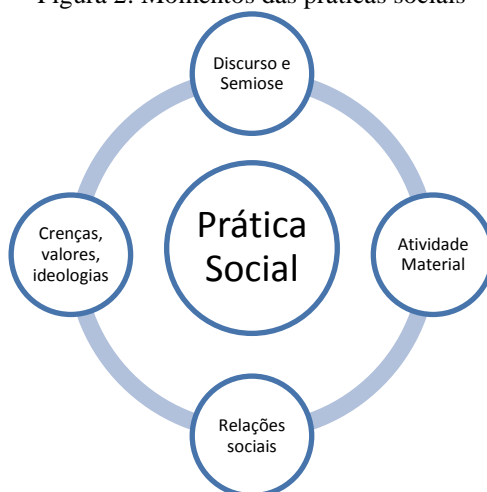 Figura 2: Momentos das práticas sociais
Discurso e
Semiose
Crenças,
valores,
ideologias
Prática
Social
Atividade
Material
Relações
sociais